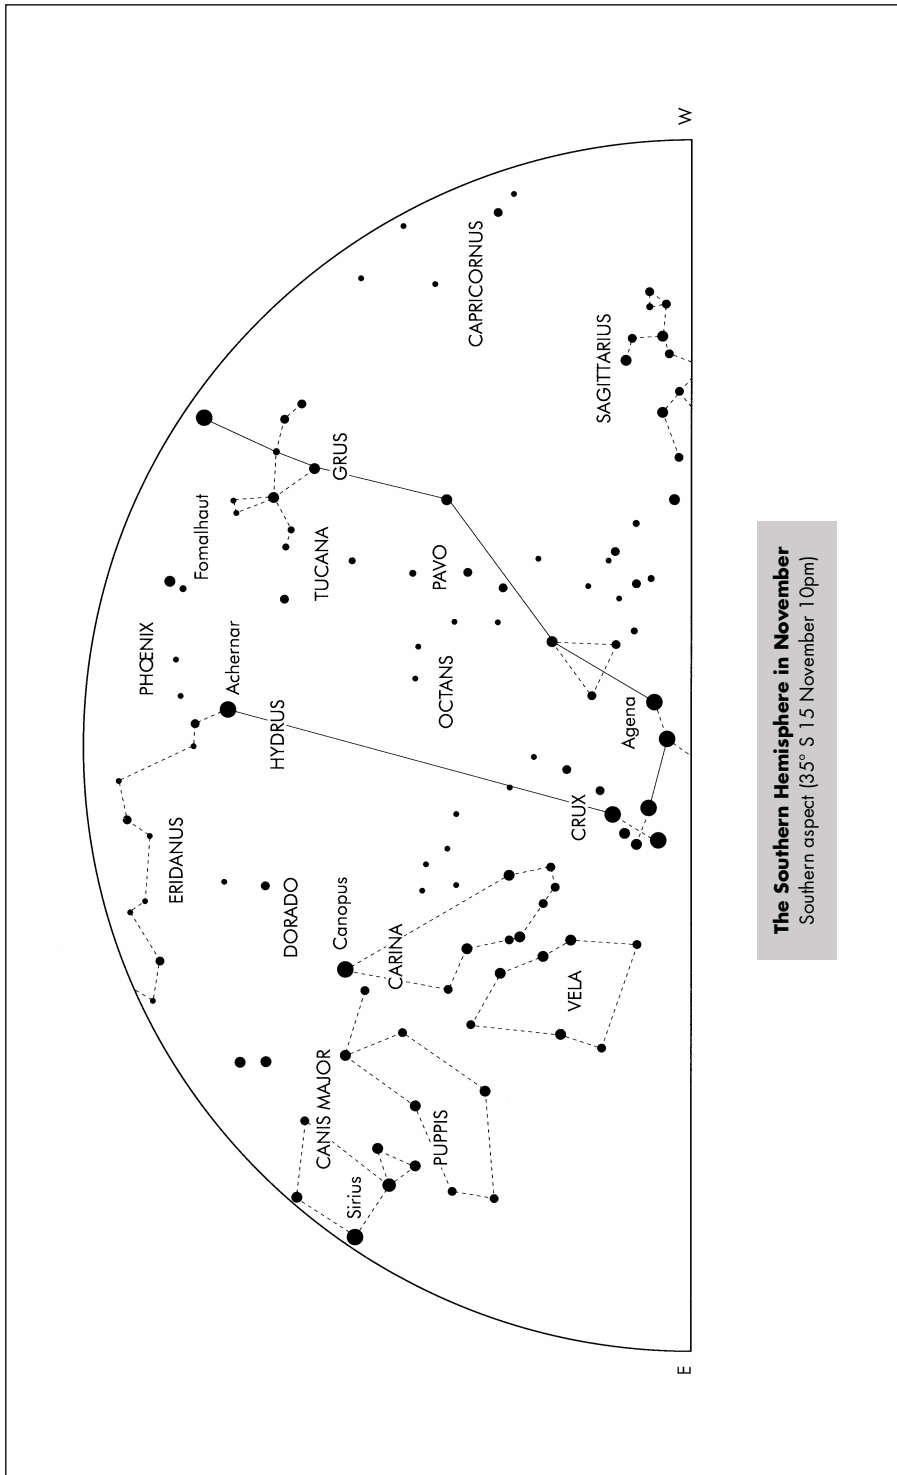 E
W
ERIDANUS
PHŒNIX
Achernar
Fomalhaut
HYDRUS
DORADO
TUCANA
GRUS
CANIS MAJOR
Sirius
Canopus
CARINA
PUPPIS
OCTANS
PAVO
CAPRICORNUS
VELA
CRUX
Agena
SAGITTARIUS
The Southern Hemisphere in November
Southern aspect (35° S 15 November 10pm)